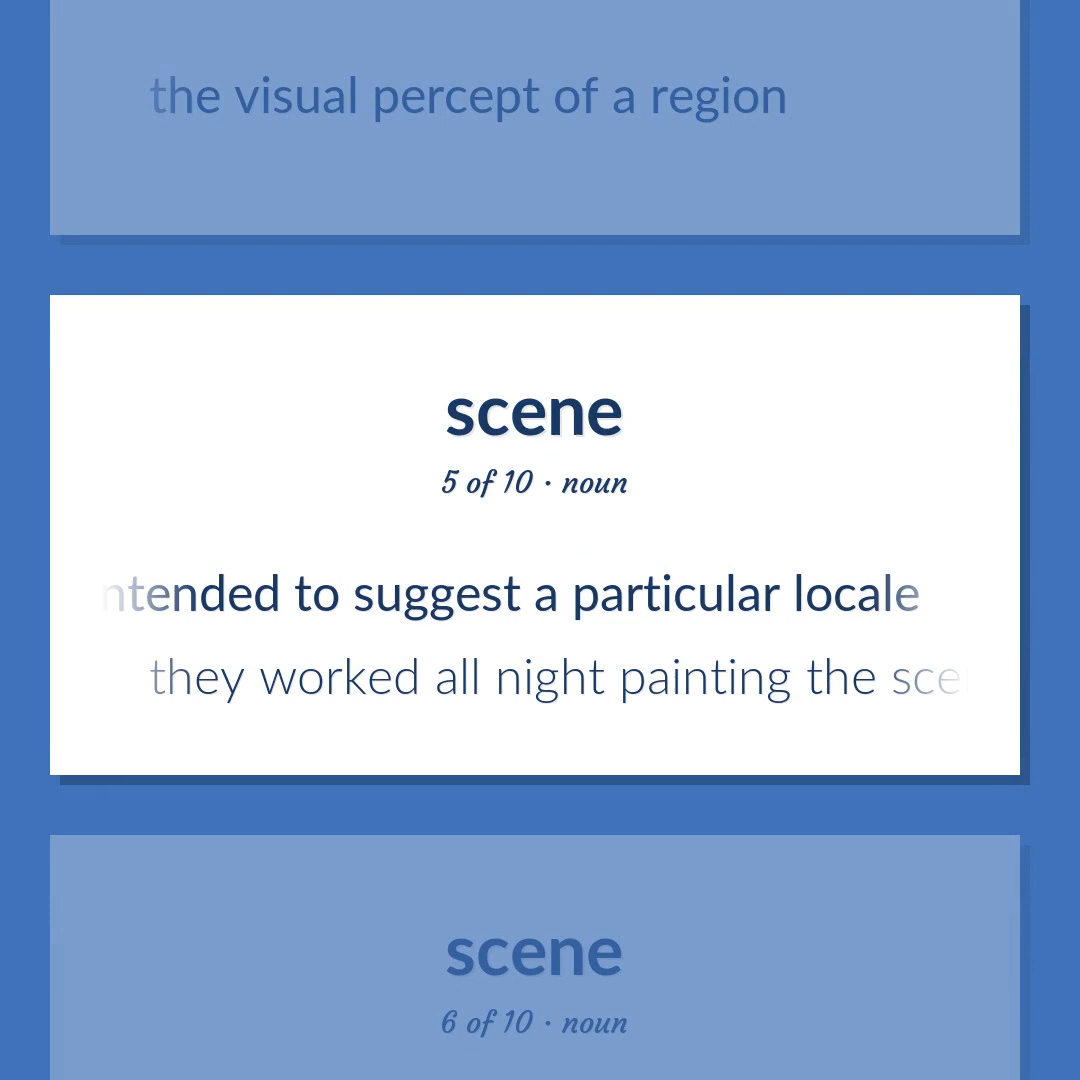 the visual percept of a region
scene
5 of 10 · noun
ntended to suggest a particular locale
they worked all night painting the sce
scene
6 of 10 · noun